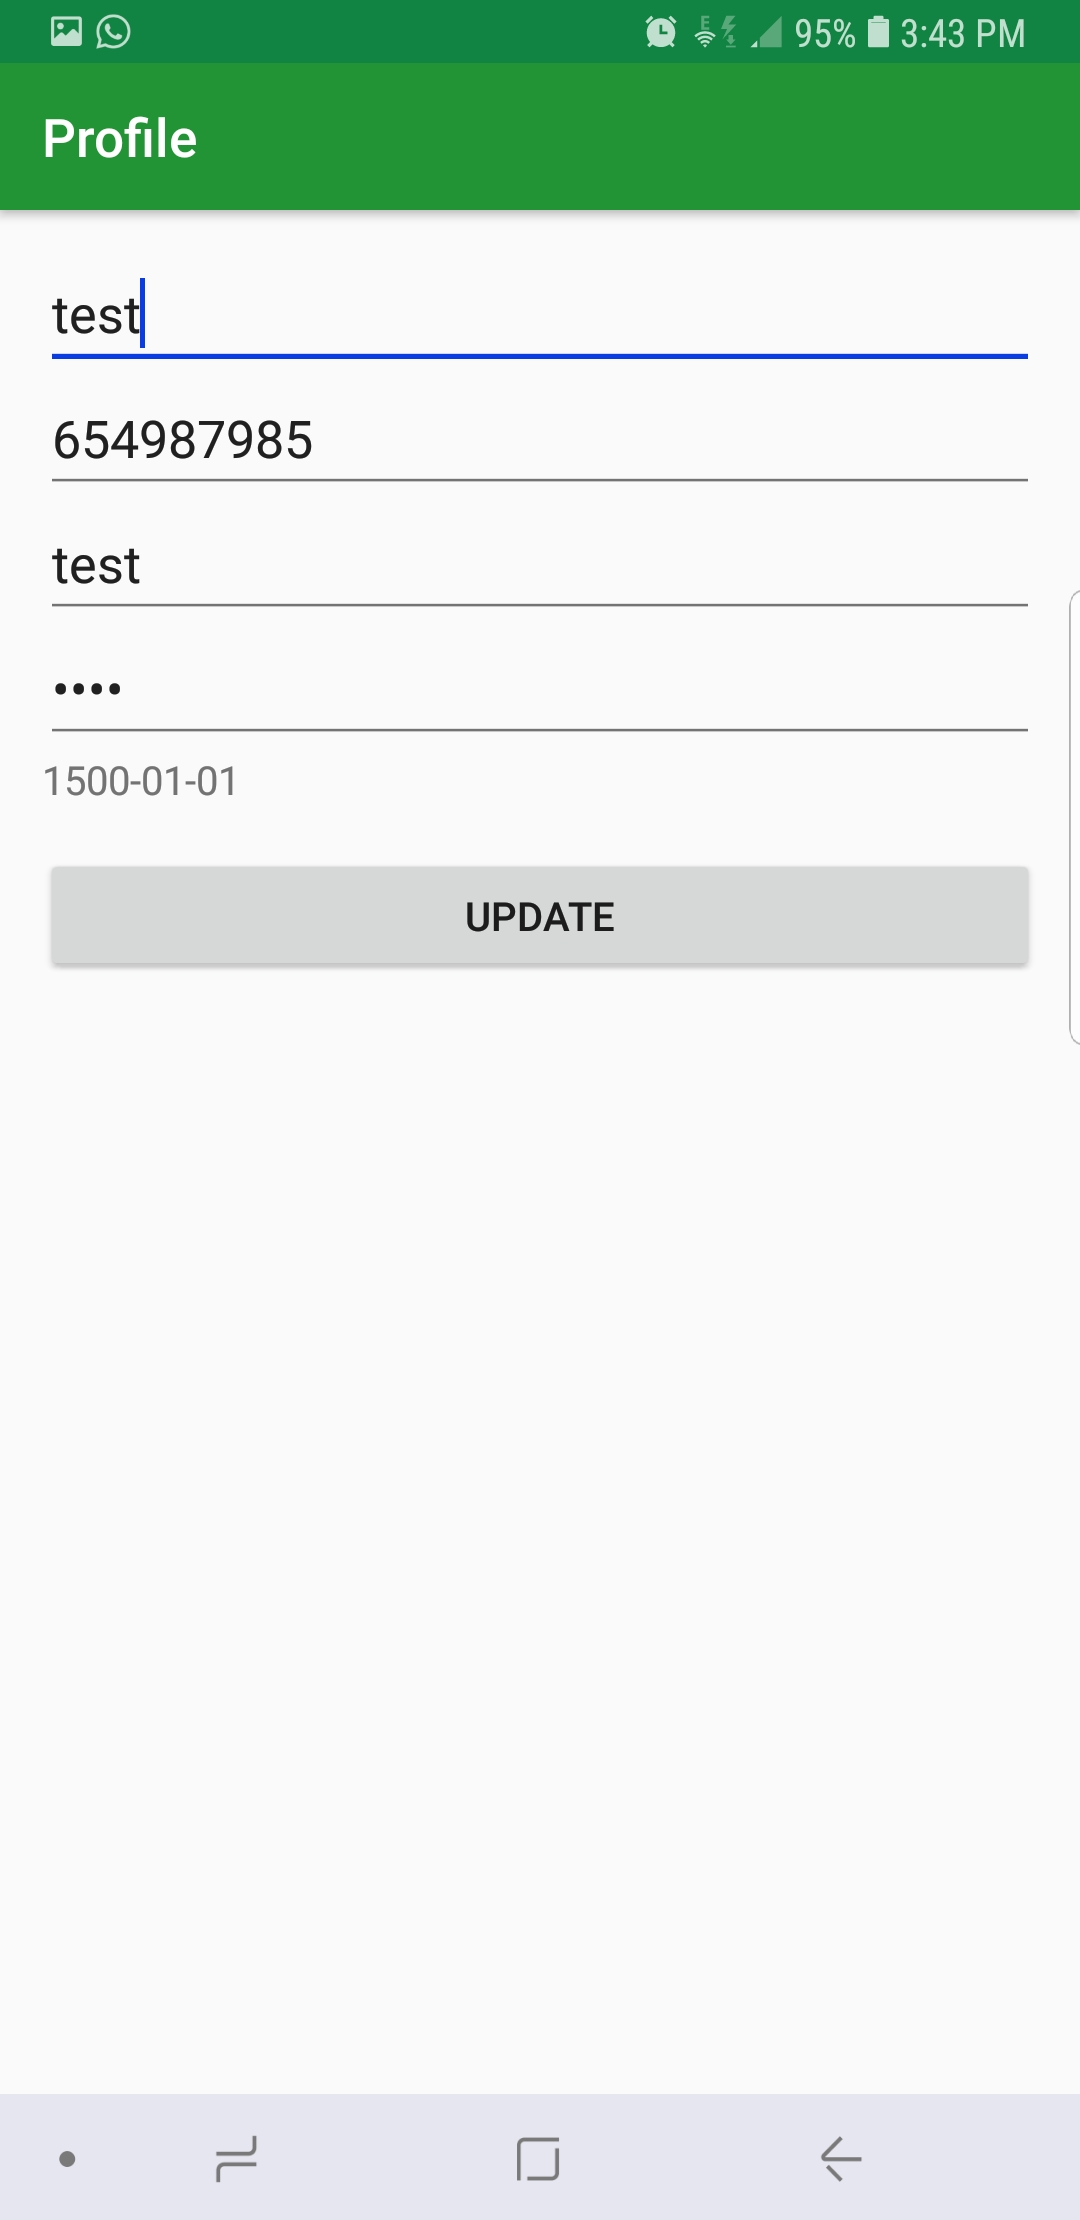 95% 3:43 PM
Profile
test
654987985
test
••••
1500-01-01
UPDATE